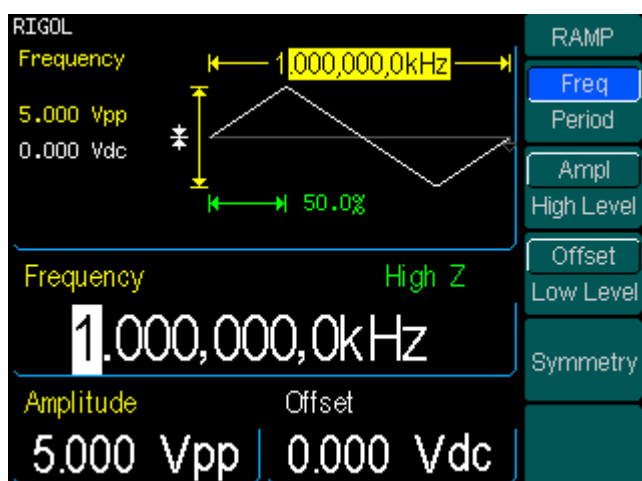 RIGOL
Frequency
1.000,000,0kHz
5.000 Vpp
0.000 Vdc
50.0%
Frequency
High Z
1.000,000,0kHz
Amplitude
Offset
5.000 Vpp
0.000 Vdc
RAMP
Freq
Period
Ampl
High Level
Offset
Low Level
Symmetry